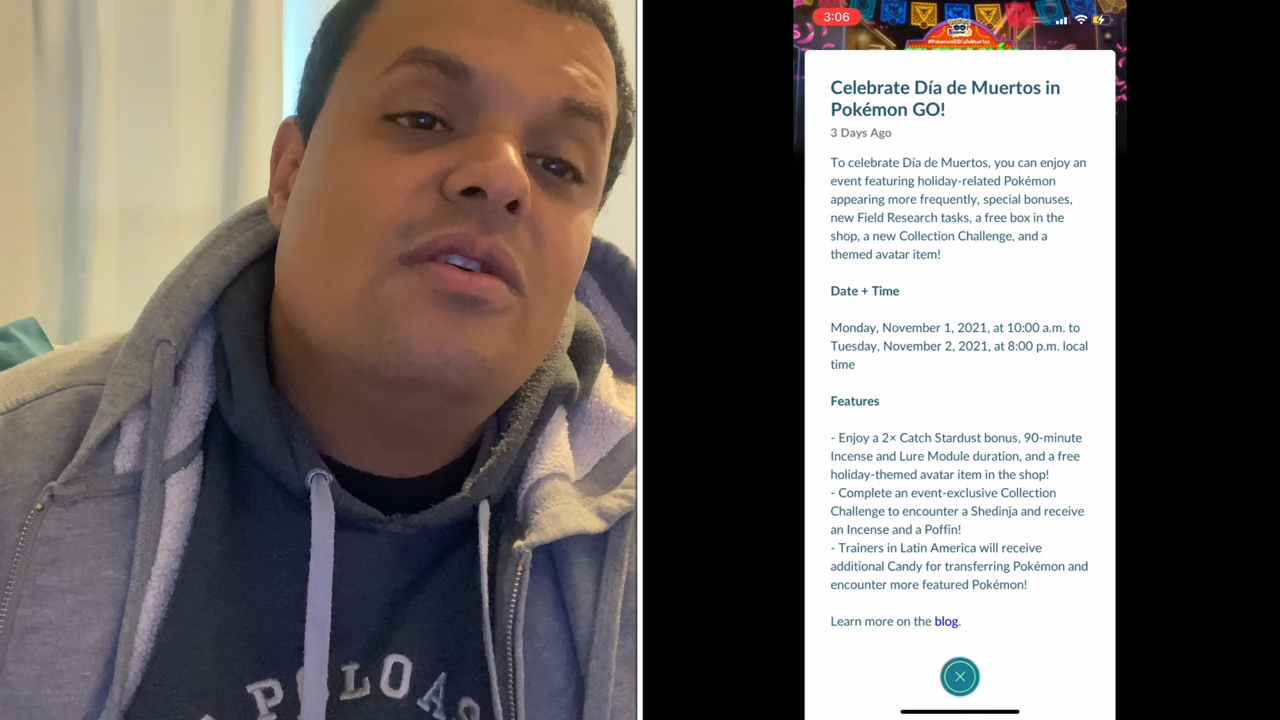 POLOAS
3:06
Celebrate Día de Muertos in
Pokémon GO!
3 Days Ago
To celebrate Día de Muertos, you can enjoy an
event featuring holiday-related Pokémon
appearing more frequently, special bonuses,
new Field Research tasks, a free box in the
shop, a new Collection Challenge, and a
themed avatar item!
Date + Time
Monday, November 1, 2021, at 10:00 a.m. to
Tuesday, November 2, 2021, at 8:00 p.m. local
time
Features
- Enjoy a 2× Catch Stardust bonus, 90-minute
Incense and Lure Module duration, and a free
holiday-themed avatar item in the shop!
- Complete an event-exclusive Collection
Challenge to encounter a Shedinja and receive
an Incense and a Poffin!
- Trainers in Latin America will receive
additional Candy for transferring Pokémon and
encounter more featured Pokémon!
Learn more on the blog.